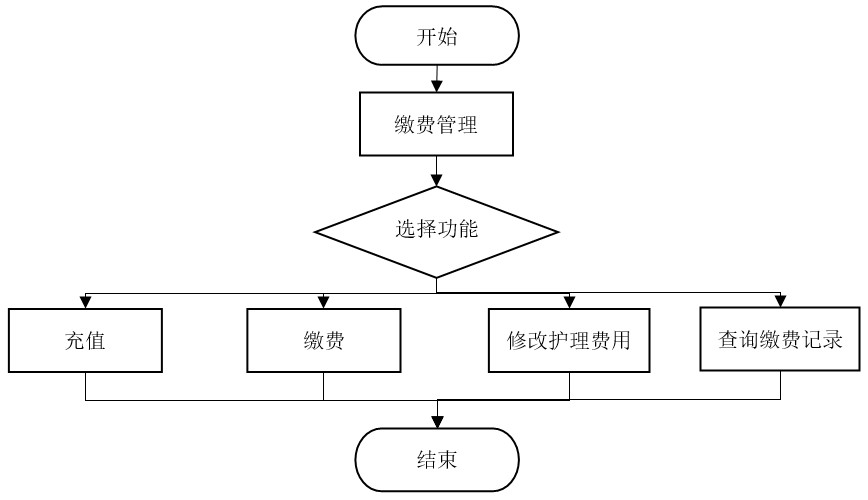 开始
缴费管理
选择功能
充值
缴费
修改护理费用
查询缴费记录
结束